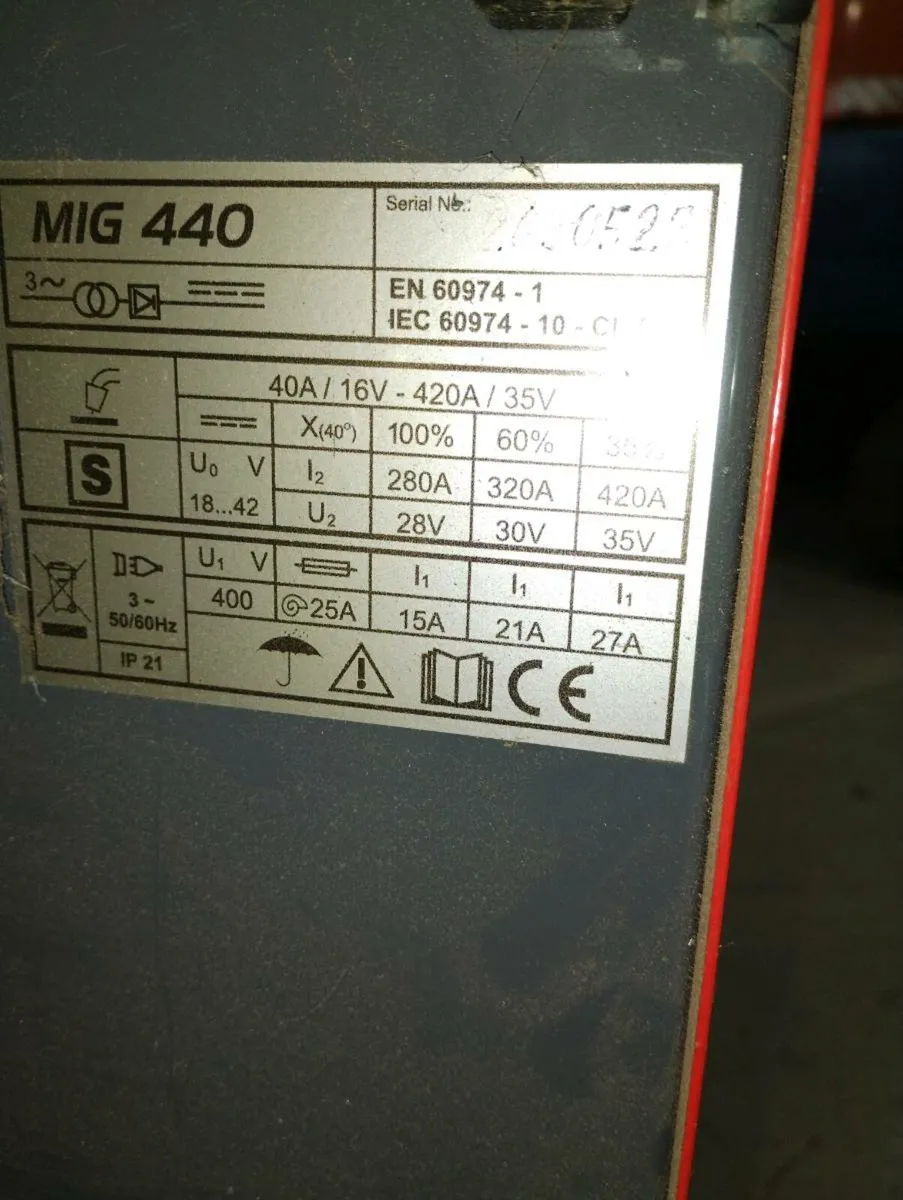 MIG 440
Serial No.:
3~
EN 60974 - 1
IEC 60974 - 10 -
40A / 16V - 420A / 35V
X(40°) 100% 60% 35%
S
U₀ V
18...42
I₂ 280A 320A 420A
U₂ 28V 30V 35V
U₁ V I₁ I₁ I₁
400 25A 15A 21A 27A
3~
50/60Hz
IP 21
CE